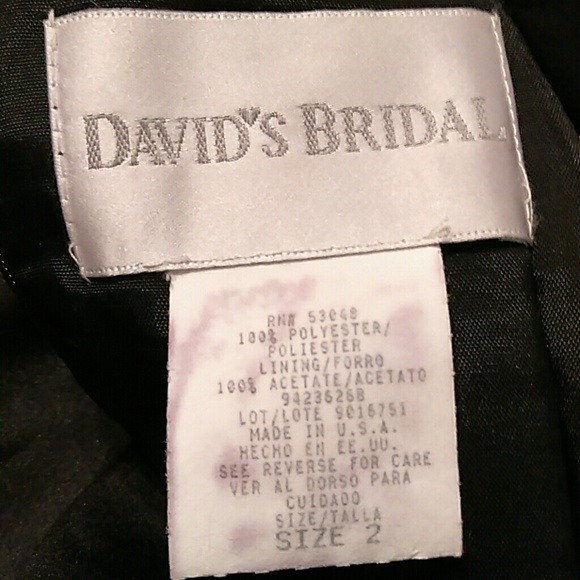 DAVID'S BRIDAL
RN# 53048
100% POLYESTER/
POLIESTER
LINING/FORRO
100% ACETATE/ACETATO
94236268
LOT/LOTE 9016751
MADE IN U.S.A.
HECHO EN EE.UU.
SEE REVERSE FOR CARE
VER AL DORSO PARA
CUIDADO
SIZE/TALLA
SIZE 2